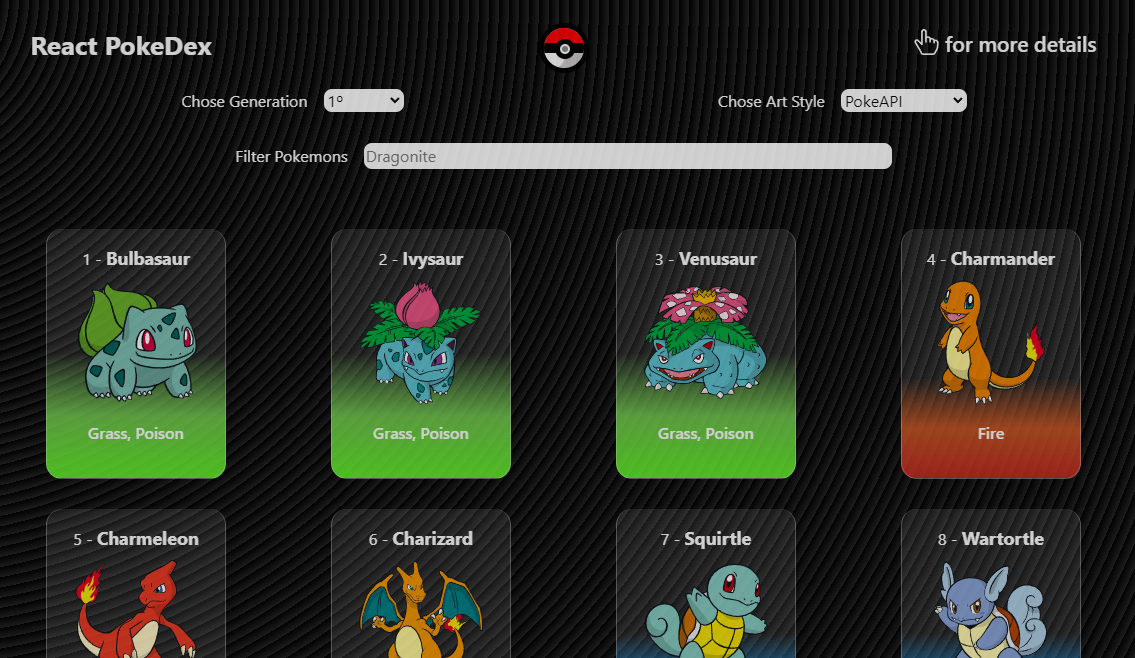 React PokeDex
for more details
Chose Generation 1º
Chose Art Style PokeAPI
Filter Pokemons Dragonite
1 - Bulbasaur
Grass, Poison
2 - Ivysaur
Grass, Poison
3 - Venusaur
Grass, Poison
4 - Charmander
Fire
5 - Charmeleon
6 - Charizard
7 - Squirtle
8 - Wartortle